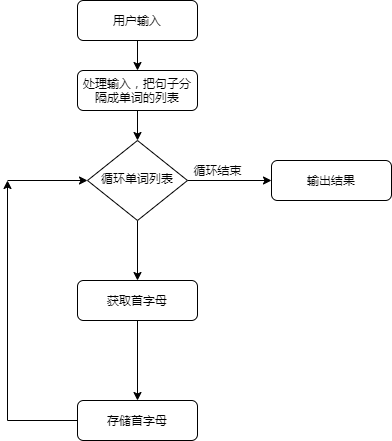 用户输入
处理输入，把句子分
隔成单词的列表
循环单词列表
循环结束
输出结果
获取首字母
存储首字母